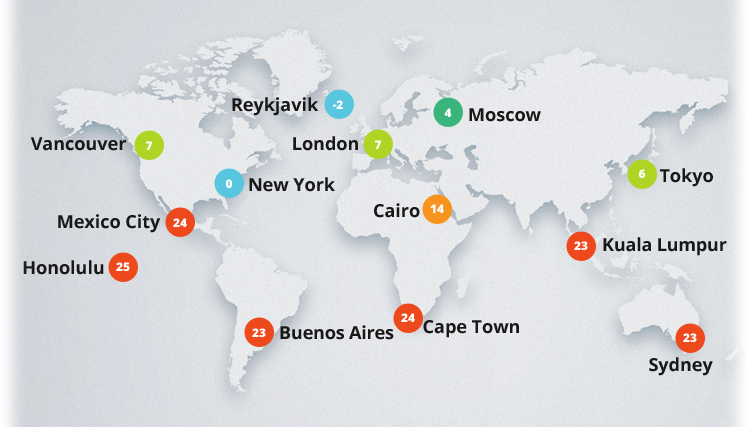 Reykjavik -2
4 Moscow
Vancouver 7
London 7
0 New York
6 Tokyo
Cairo 14
Mexico City 24
23 Kuala Lumpur
Honolulu 25
23 Buenos Aires
24 Cape Town
23
Sydney